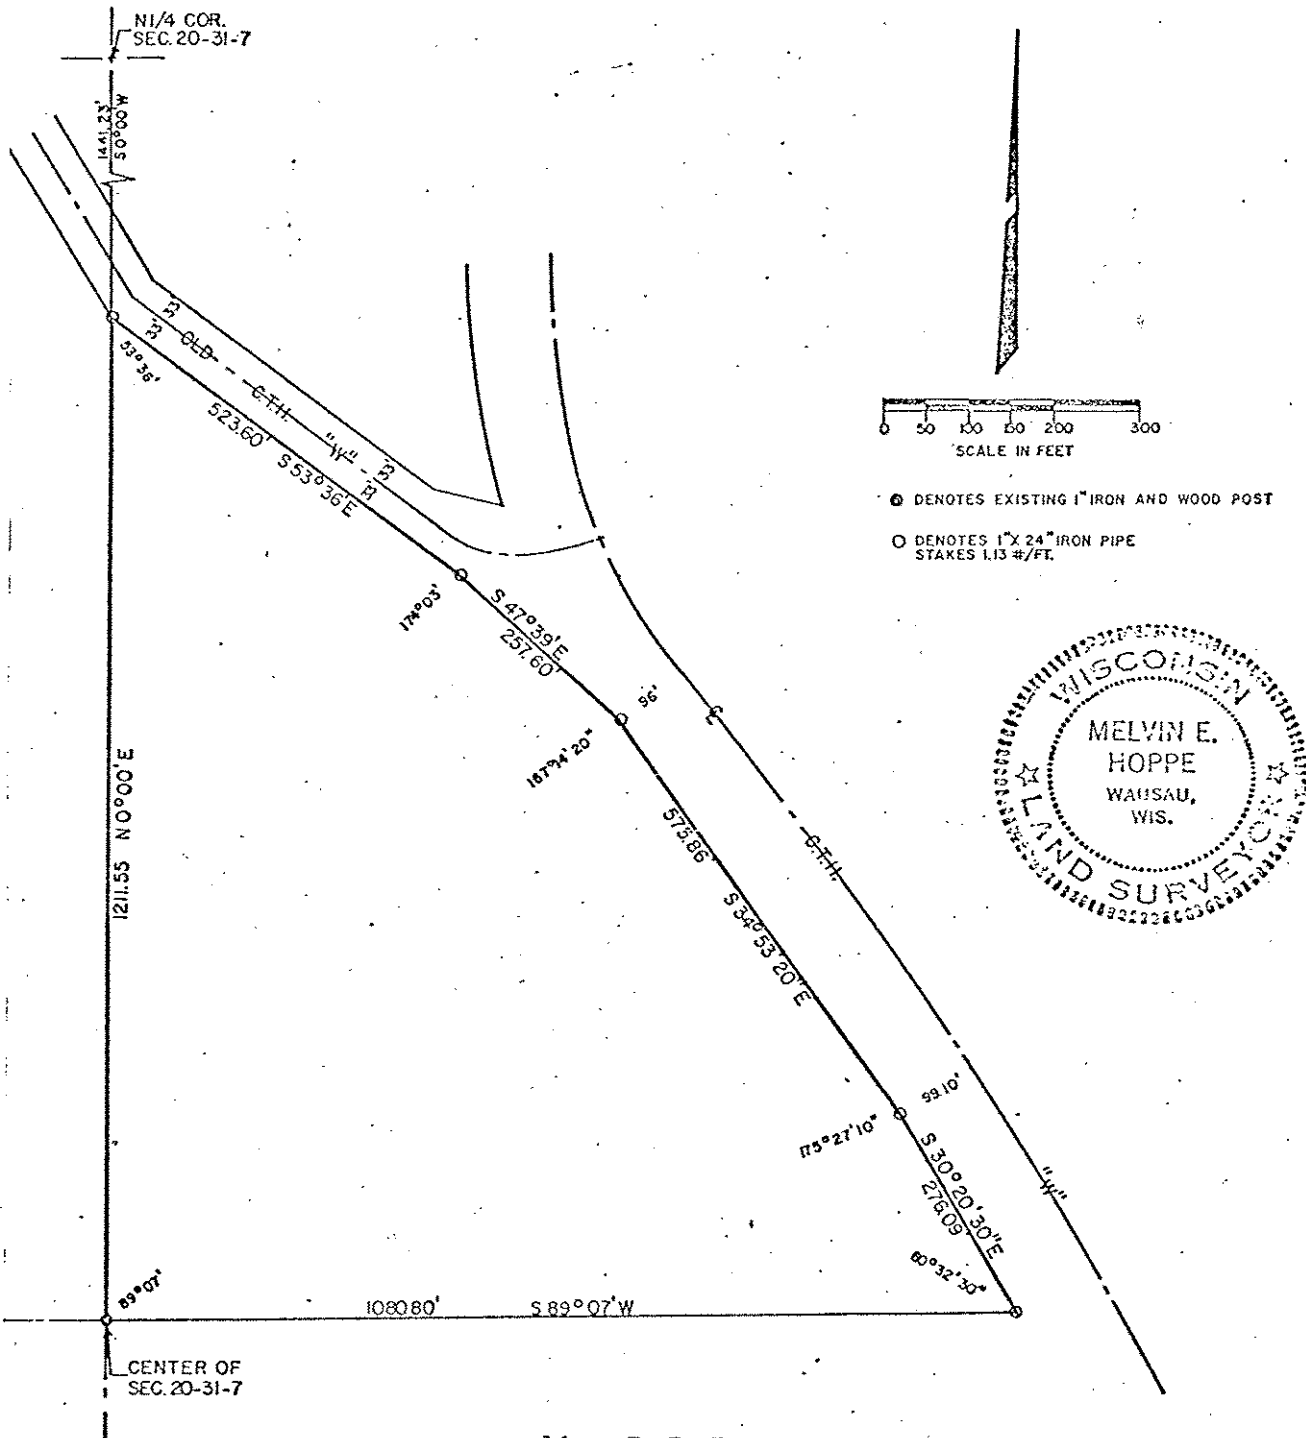 N1/4 COR.
SEC. 20-31-7
1441.23'
S0°00'W
33'
33'
OLD
C.T.H.
"W"
33'
33'
53°36'
523.60'
S 53°36'E
174°03'
S 47°39'E
257.60'
96'
167°14'20"
575.86'
S 34°53'20"E
C.T.H.
"W"
99.10'
175°27'10"
S 30°20'30"E
276.09'
60°32'30"
1211.55 N0°00'E
89°07'
1080.80'
S 89°07'W
CENTER OF
SEC. 20-31-7
0 50 100 150 200 300
SCALE IN FEET
DENOTES EXISTING 1" IRON AND WOOD POST
DENOTES 1"X 24" IRON PIPE
STAKES 1.13 #/FT.
WISCONSIN
MELVIN E.
HOPPE
WAUSAU,
WIS.
LAND SURVEYOR